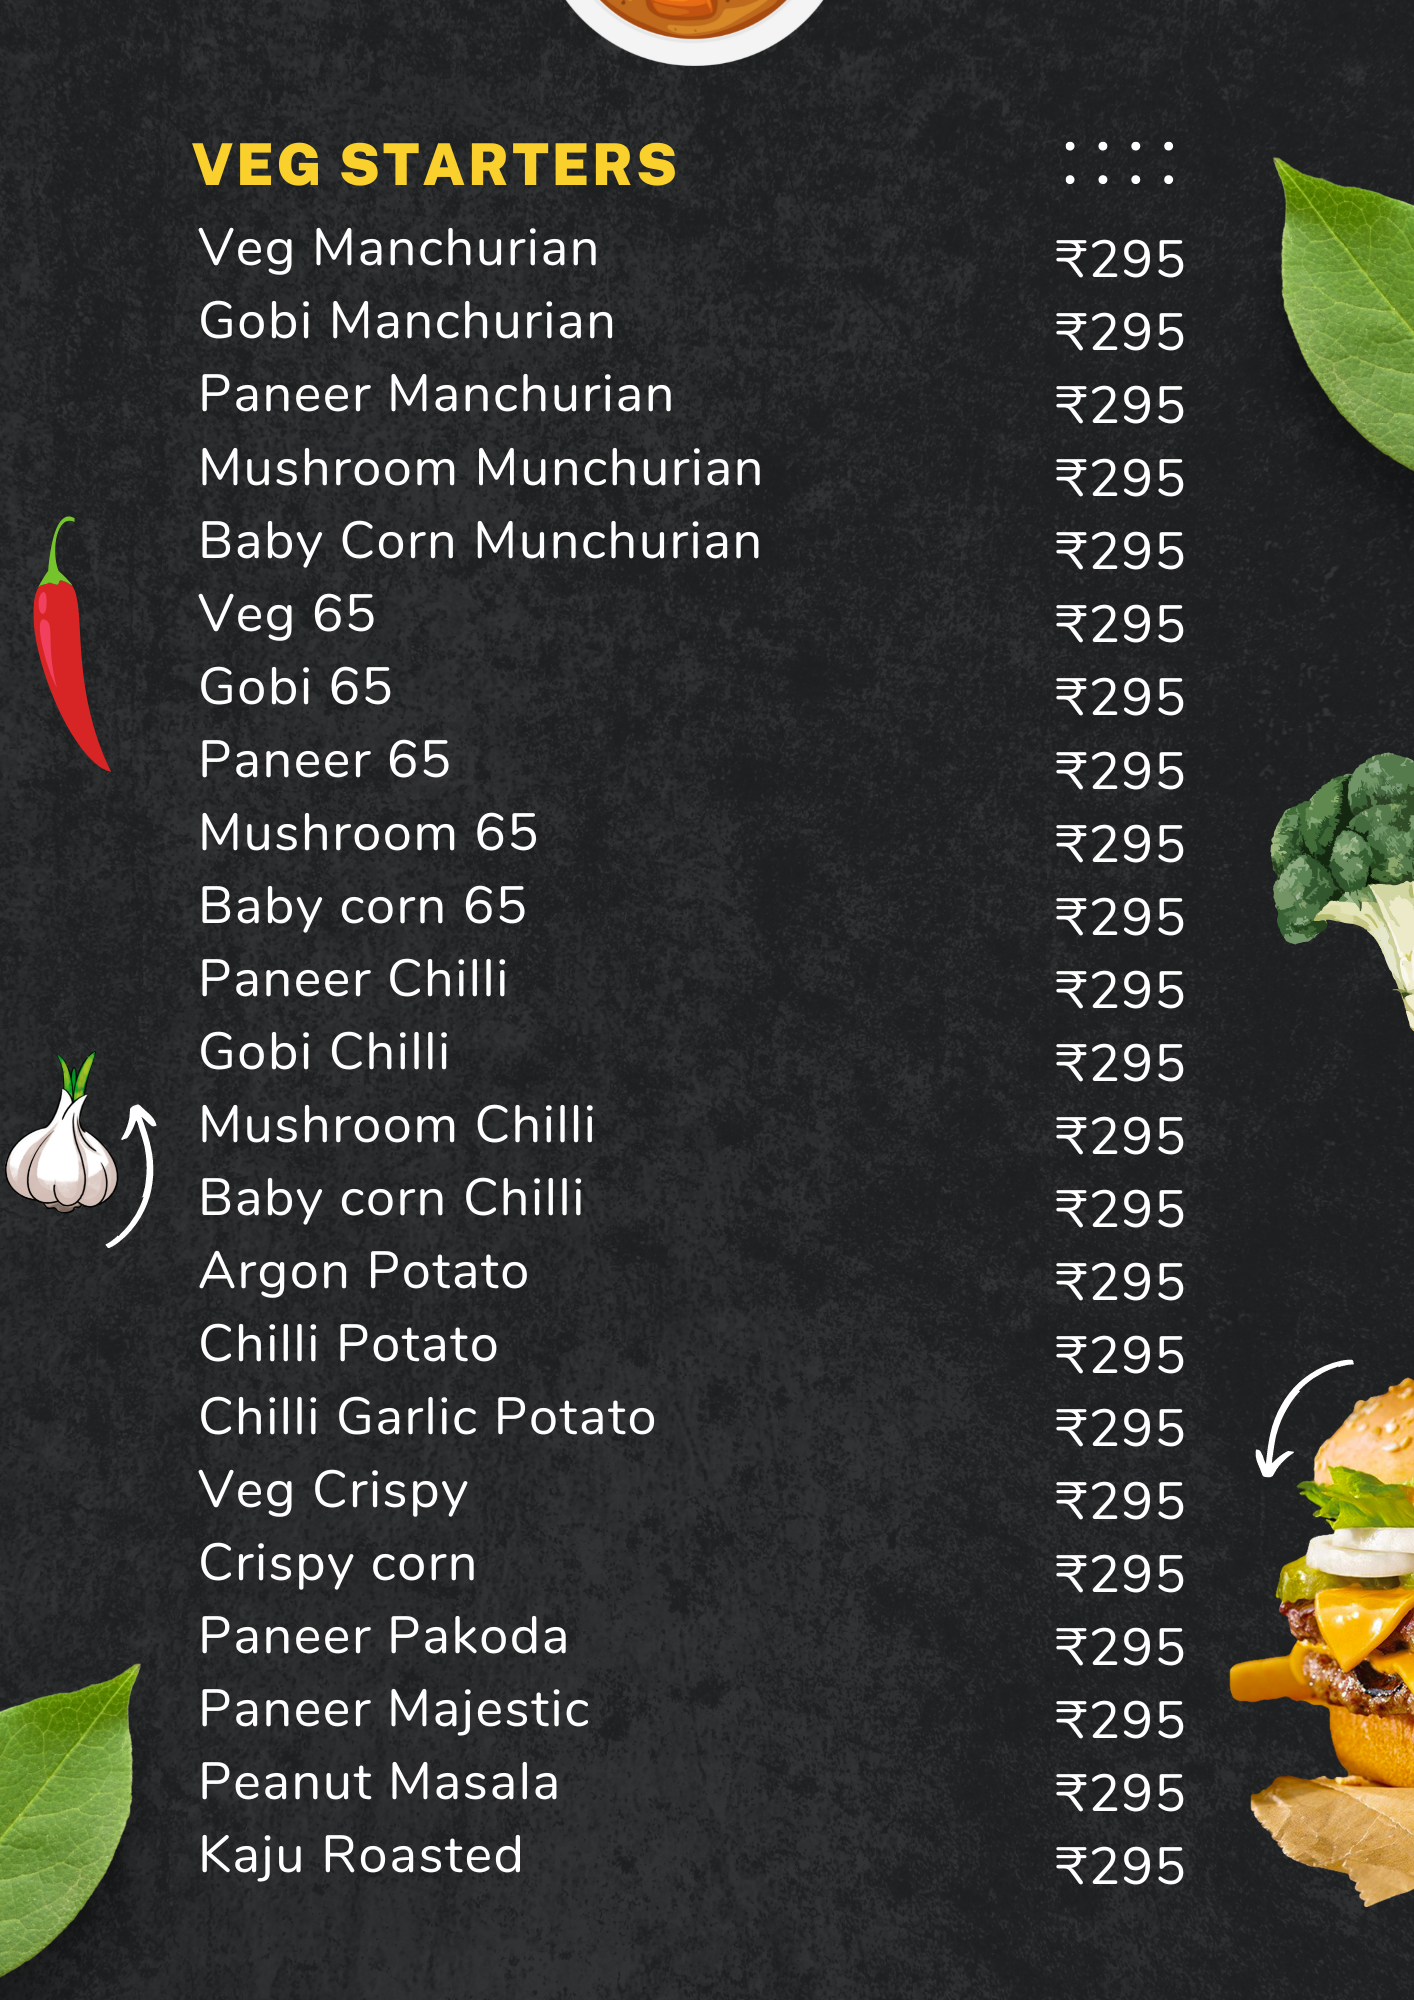 VEG STARTERS
Veg Manchurian ₹295
Gobi Manchurian ₹295
Paneer Manchurian ₹295
Mushroom Munchurian ₹295
Baby Corn Munchurian ₹295
Veg 65 ₹295
Gobi 65 ₹295
Paneer 65 ₹295
Mushroom 65 ₹295
Baby corn 65 ₹295
Paneer Chilli ₹295
Gobi Chilli ₹295
Mushroom Chilli ₹295
Baby corn Chilli ₹295
Argon Potato ₹295
Chilli Potato ₹295
Chilli Garlic Potato ₹295
Veg Crispy ₹295
Crispy corn ₹295
Paneer Pakoda ₹295
Paneer Majestic ₹295
Peanut Masala ₹295
Kaju Roasted ₹295